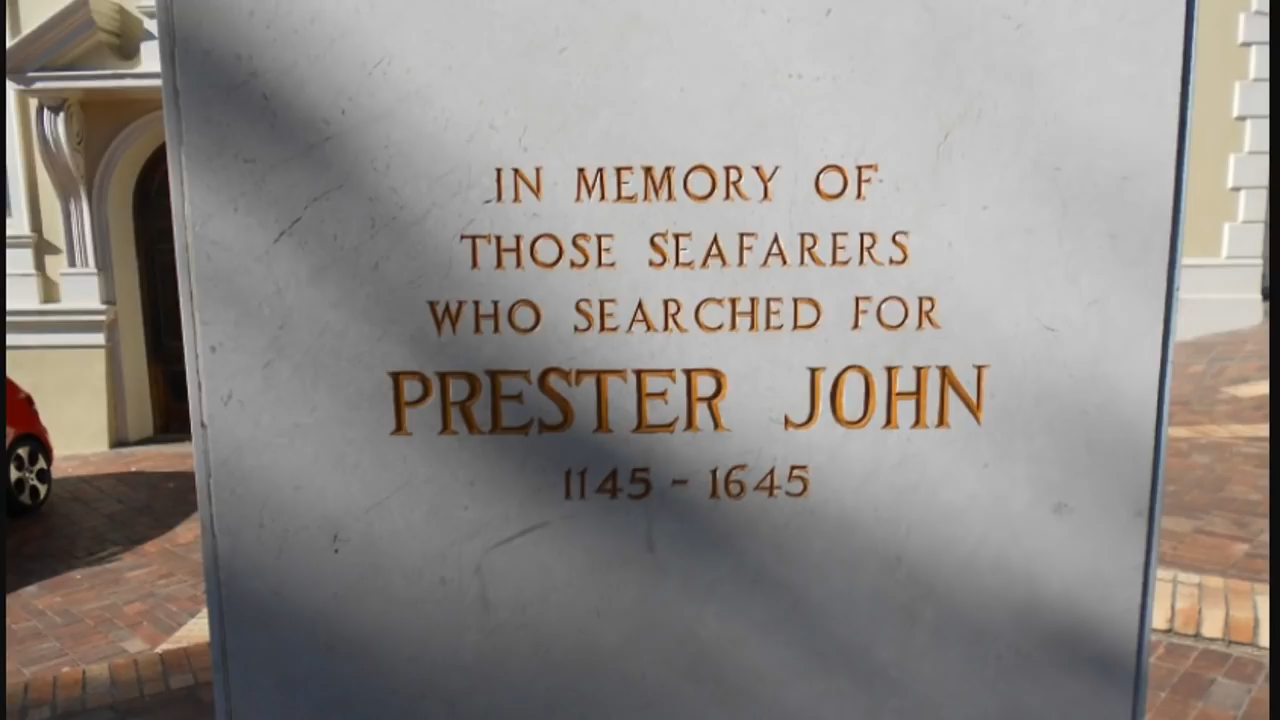 IN MEMORY OF
THOSE SEAFARERS
WHO SEARCHED FOR
PRESTER JOHN
1145 - 1645